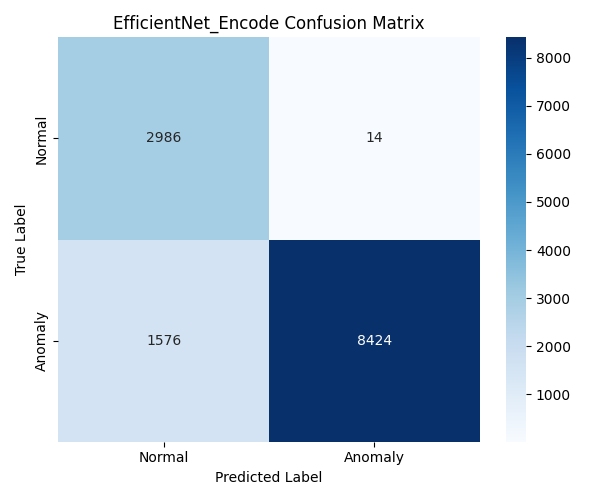 EfficientNet_Encode Confusion Matrix
True Label
Normal
Anomaly
2986
14
1576
8424
Normal
Anomaly
Predicted Label
8000
7000
6000
5000
4000
3000
2000
1000